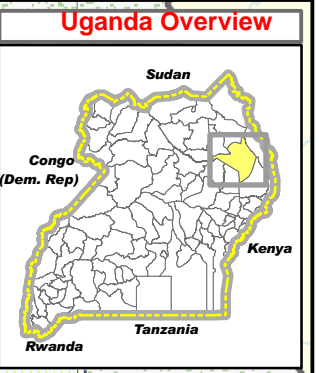 Uganda Overview
Sudan
Congo
(Dem. Rep)
Kenya
Tanzania
Rwanda